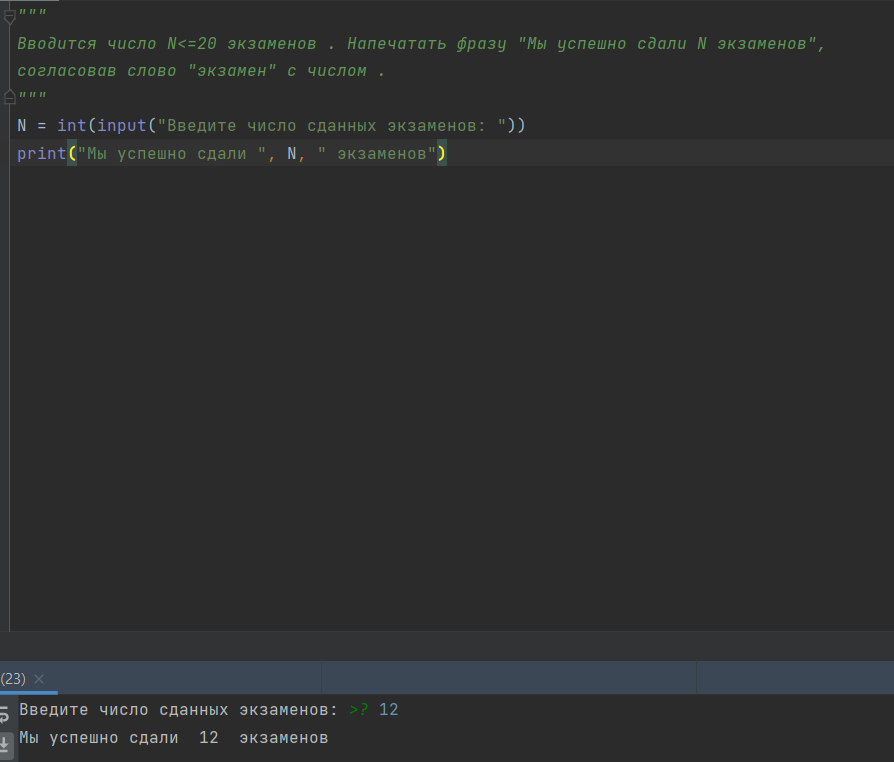 """
Вводится число N<=20 экзаменов . Напечатать фразу "Мы успешно сдали N экзаменов",
согласовав слово "экзамен" с числом .
"""
N = int(input("Введите число сданных экзаменов: "))
print("Мы успешно сдали ", N, " экзаменов")
(23)
Введите число сданных экзаменов: >? 12
Мы успешно сдали  12  экзаменов